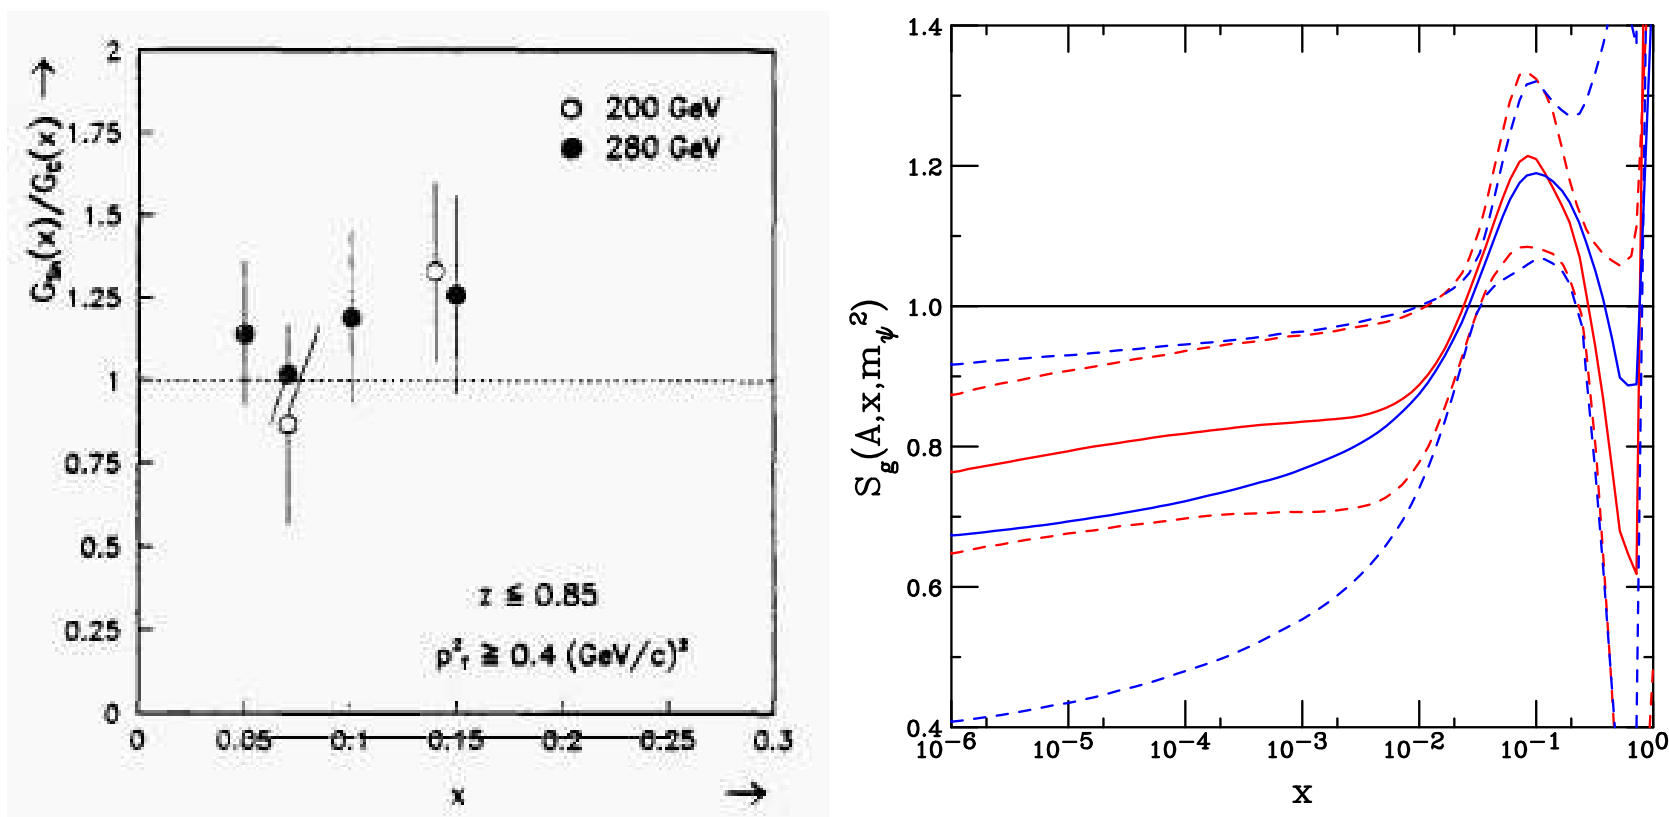 G_Sn(x)/G_C(x) →
2
1.75
1.5
1.25
1
0.75
0.5
0.25
0
200 GeV
280 GeV
z ≦ 0.85
p²_T ≧ 0.4 (GeV/c)²
0 0.05 0.1 0.15 0.2 0.25 0.3
x →
S_g(A,x,m_ψ²)
1.4
1.2
1.0
0.8
0.6
0.4
10⁻⁶ 10⁻⁵ 10⁻⁴ 10⁻³ 10⁻² 10⁻¹ 10⁰
x